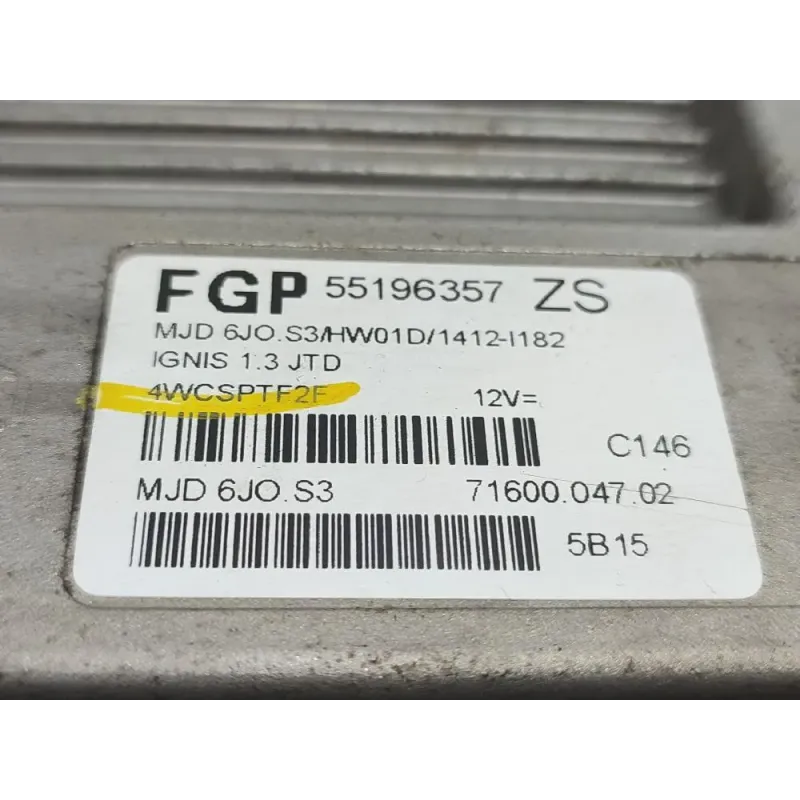 FGP 55196357 ZS
MJD 6JO.S3/HW01D/1412-I182
IGNIS 1.3 JTD
4WCSPTF2F 12V=
C146
MJD 6JO.S3 71600.047.02
5B15